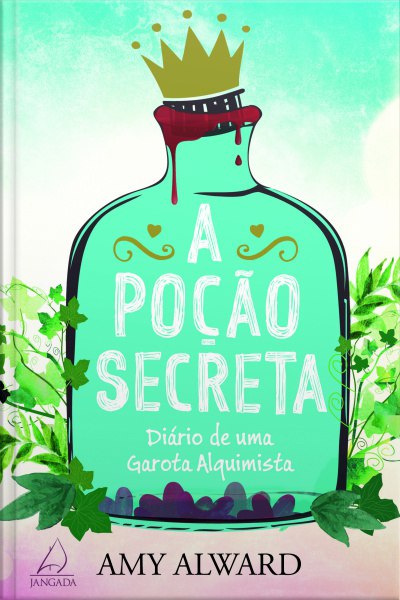 A
POÇÃO
SECRETA
Diário de uma
Garota Alquimista
JANGADA
AMY ALWARD